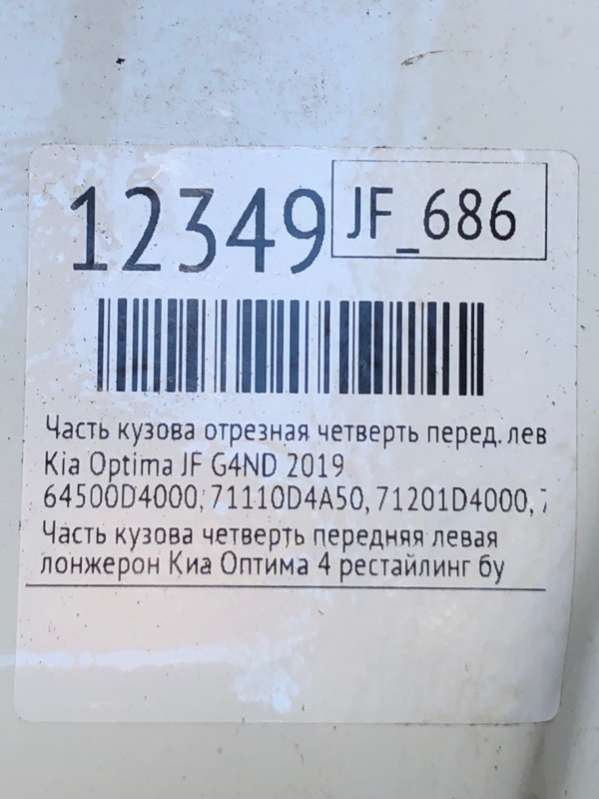 12349
JF_686
Часть кузова отрезная четверть перед. лев
Kia Optima JF G4ND 2019
64500D4000, 71110D4A50, 71201D4000,
Часть кузова четверть передняя левая
лонжерон Киа Оптима 4 рестайлинг бу